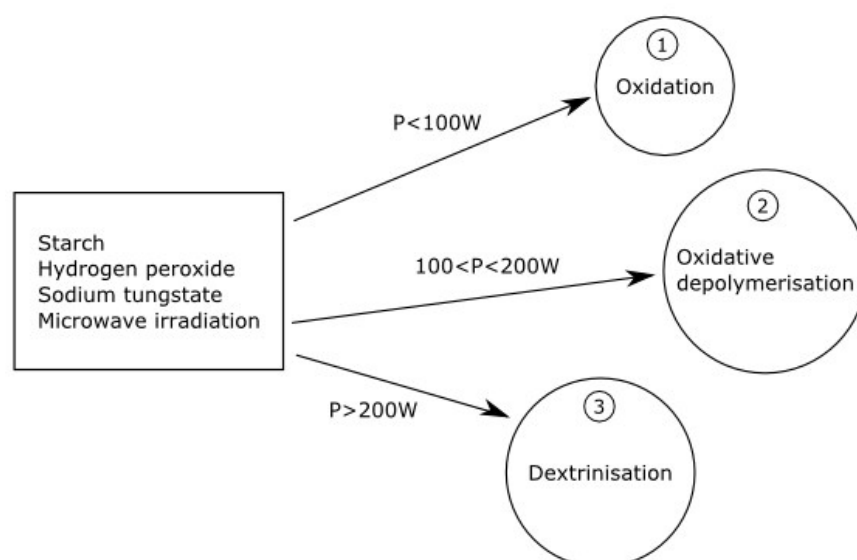 1
Oxidation
P<100W
2
Oxidative
depolymerisation
Starch
Hydrogen peroxide
Sodium tungstate
Microwave irradiation
100<P<200W
P>200W
3
Dextrinisation